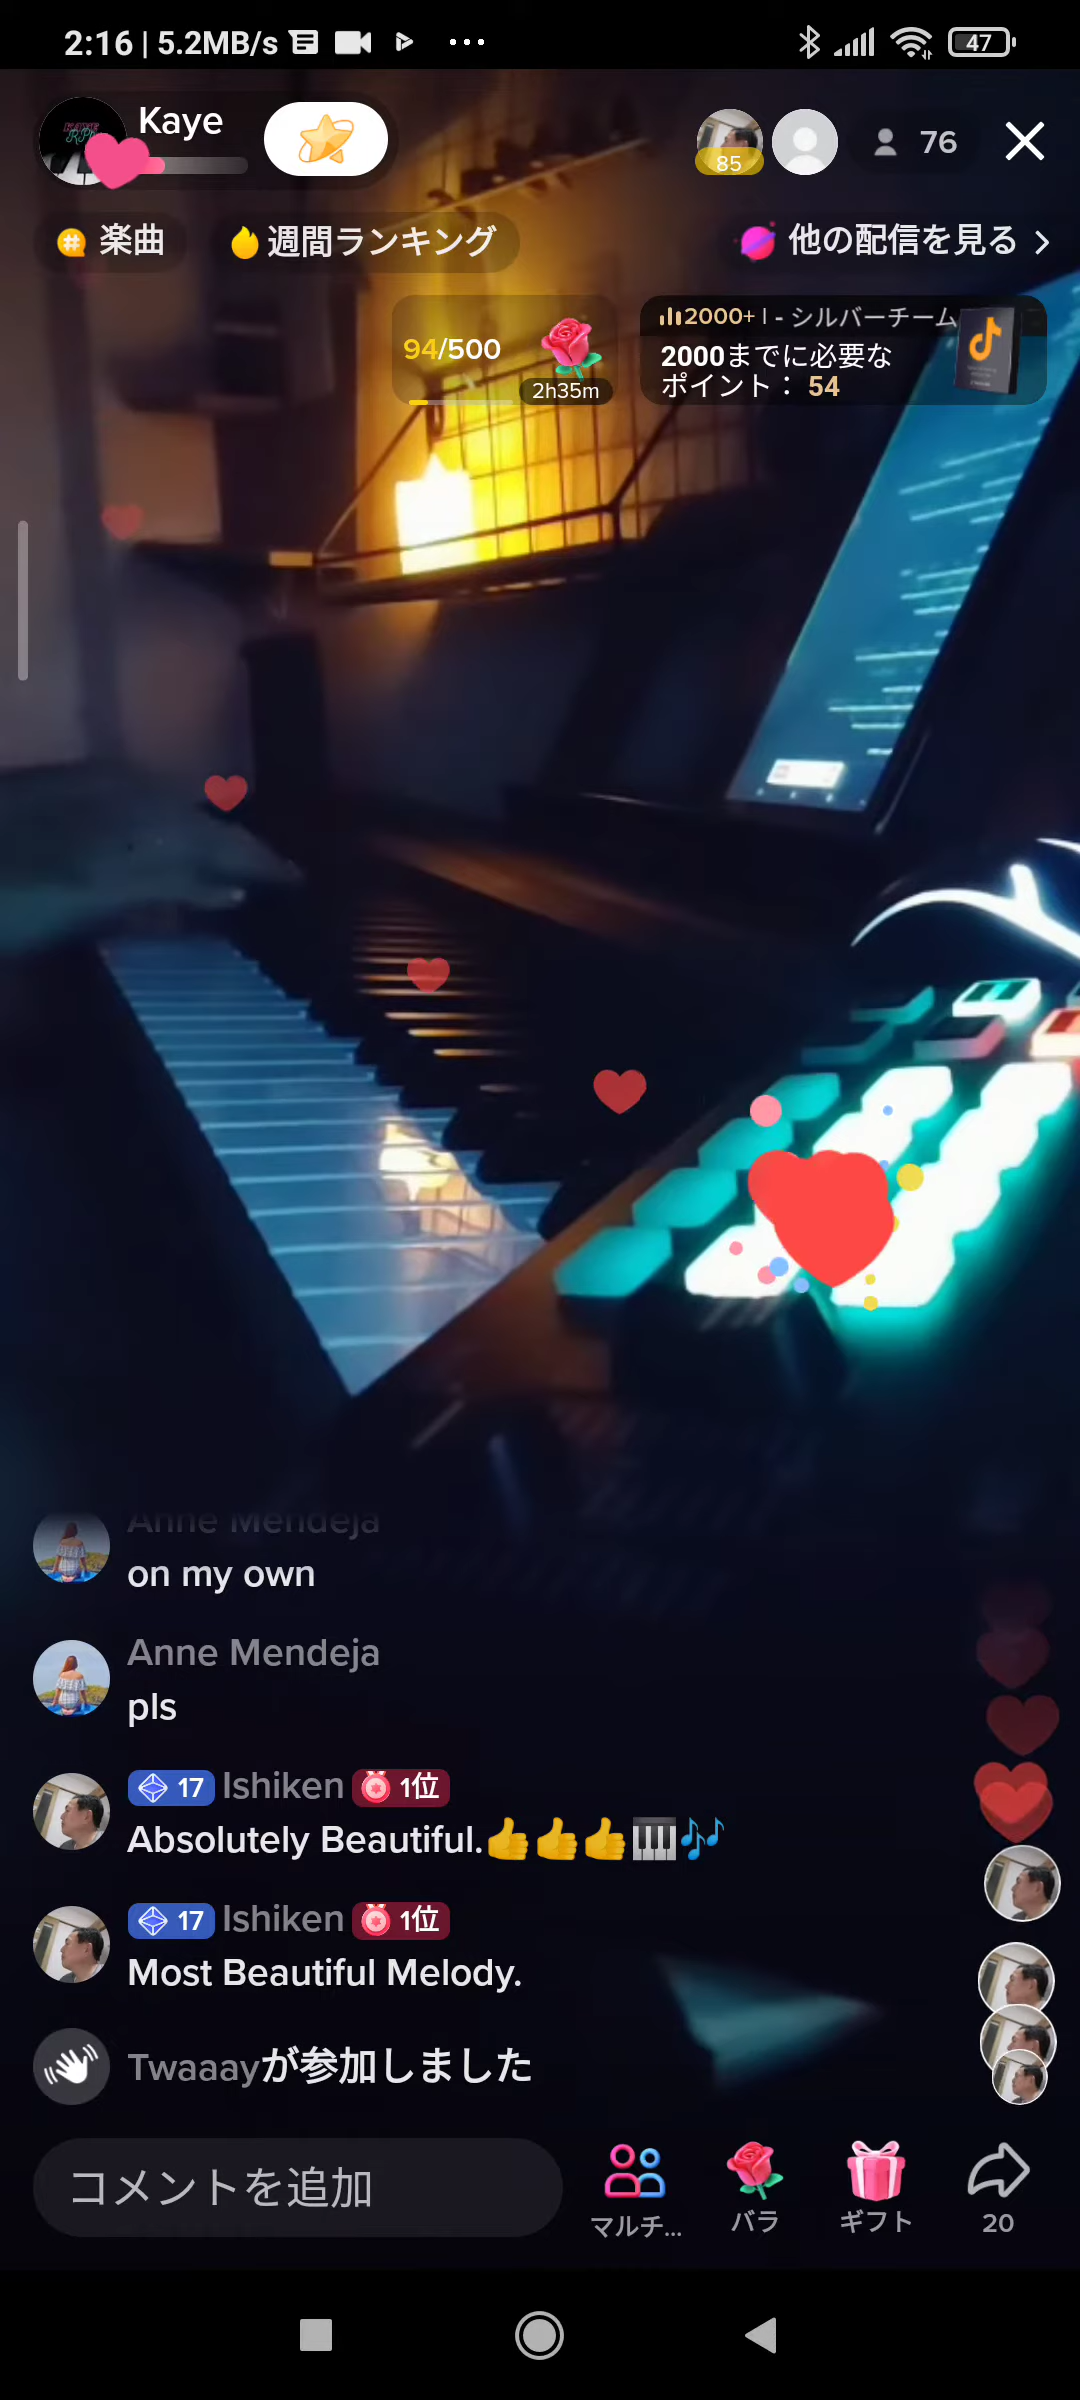 2:16 | 5.2MB/s
47
Kaye
85
76
楽曲
週間ランキング
他の配信を見る
94/500
2h35m
2000+ | - シルバーチーム
2000までに必要な
ポイント： 54
Anne Mendeja
on my own
Anne Mendeja
pls
17 Ishiken 1位
Absolutely Beautiful.👍👍👍🎹🎶
17 Ishiken 1位
Most Beautiful Melody.
Twaaayが参加しました
コメントを追加
マルチ...
バラ
ギフト
20